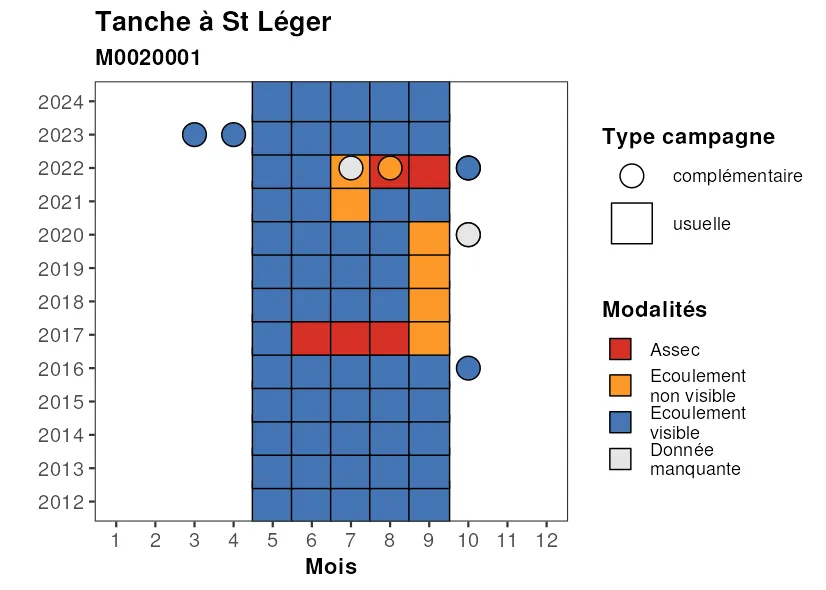 Tanche à St Léger
M0020001
2024
2023
2022
2021
2020
2019
2018
2017
2016
2015
2014
2013
2012
1 2 3 4 5 6 7 8 9 10 11 12
Mois
Type campagne
complémentaire
usuelle
Modalités
Assec
Ecoulement
non visible
Ecoulement
visible
Donnée
manquante